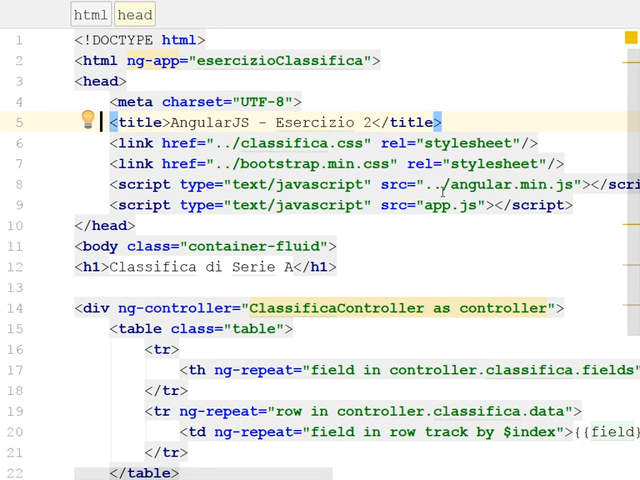 html head
1 <!DOCTYPE html>
2 <html ng-app="esercizioClassifica">
3 <head>
4 <meta charset="UTF-8">
5 <title>AngularJS - Esercizio 2</title>
6 <link href="../classifica.css" rel="stylesheet"/>
7 <link href="../bootstrap.min.css" rel="stylesheet"/>
8 <script type="text/javascript" src="../angular.min.js"></scri
9 <script type="text/javascript" src="app.js"></script>
10 </head>
11 <body class="container-fluid">
12 <h1>Classifica di Serie A</h1>
13
14 <div ng-controller="ClassificaController as controller">
15 <table class="table">
16 <tr>
17 <th ng-repeat="field in controller.classifica.fields"
18 </tr>
19 <tr ng-repeat="row in controller.classifica.data">
20 <td ng-repeat="field in row track by $index">{{field}
21 </tr>
22 </table>